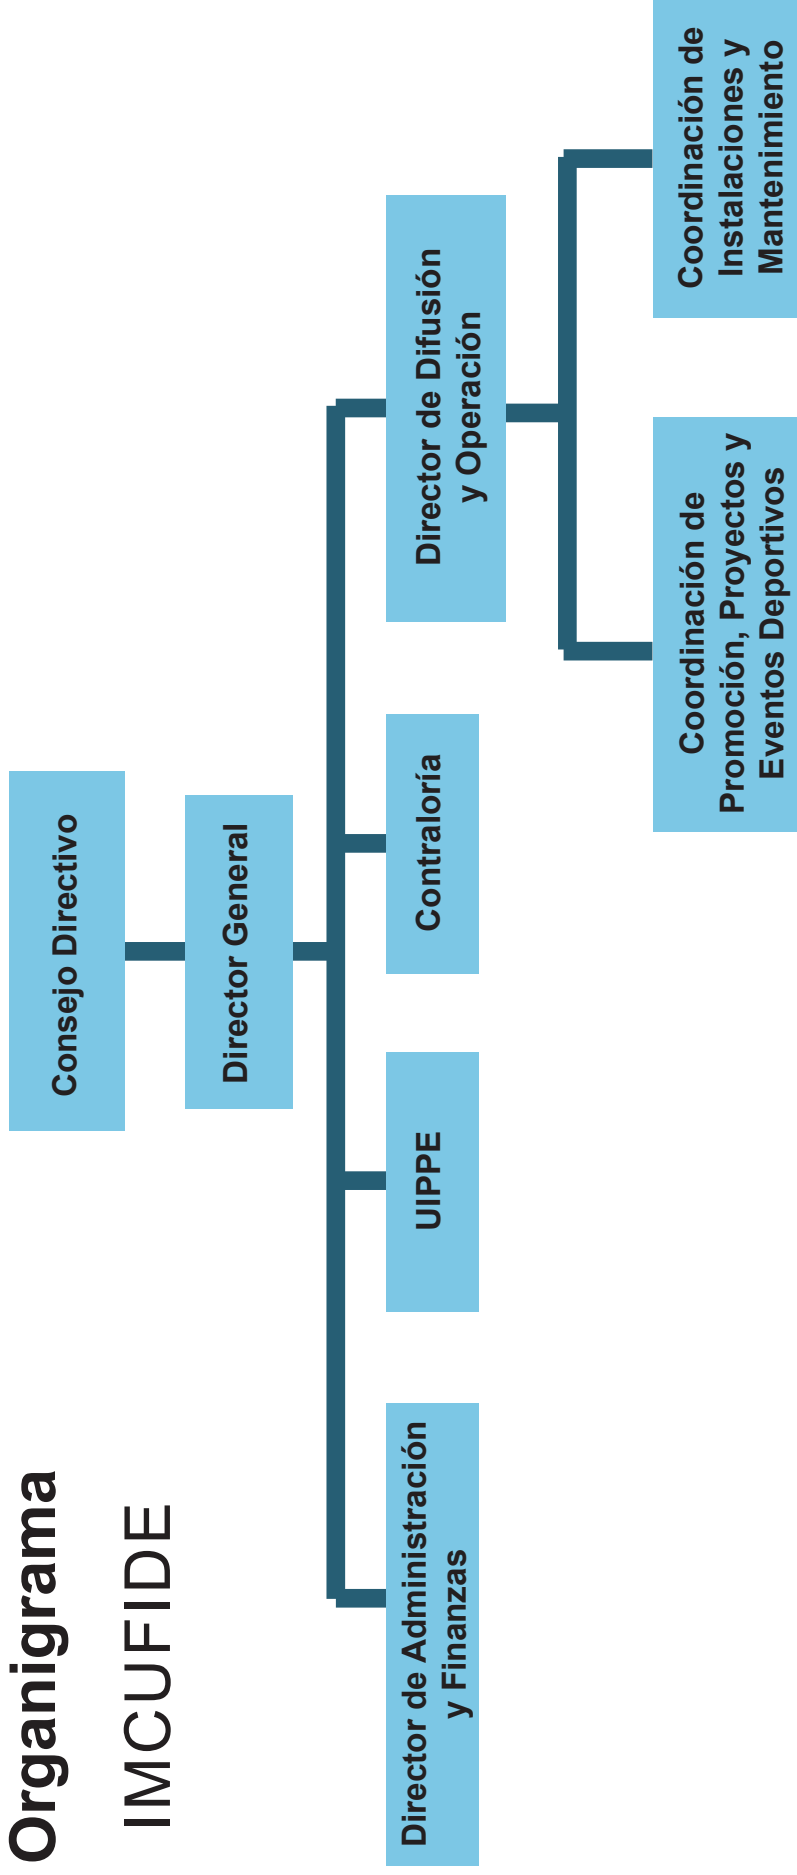 Organigrama
IMCUFIDE
Consejo Directivo
Director General
Director de Administración
y Finanzas
UIPPE
Contraloría
Director de Difusión
y Operación
Coordinación de
Promoción, Proyectos y
Eventos Deportivos
Coordinación de
Instalaciones y
Mantenimiento